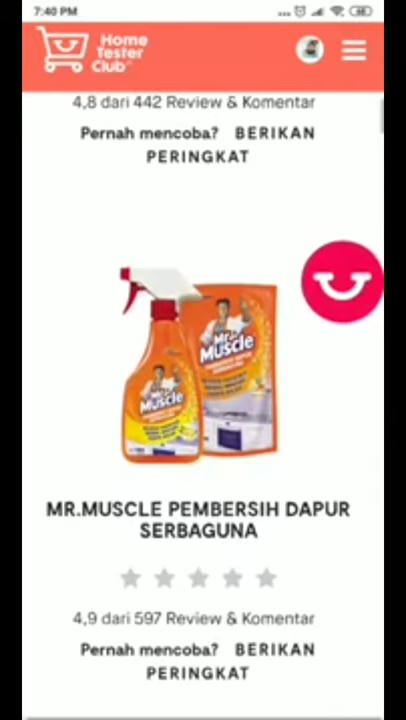 7:40 PM
Home
Tester
Club
4,8 dari 442 Review & Komentar
Pernah mencoba? BERIKAN
PERINGKAT
Mr.
Muscle
Mr.
Muscle
MR.MUSCLE PEMBERSIH DAPUR
SERBAGUNA
4,9 dari 597 Review & Komentar
Pernah mencoba? BERIKAN
PERINGKAT